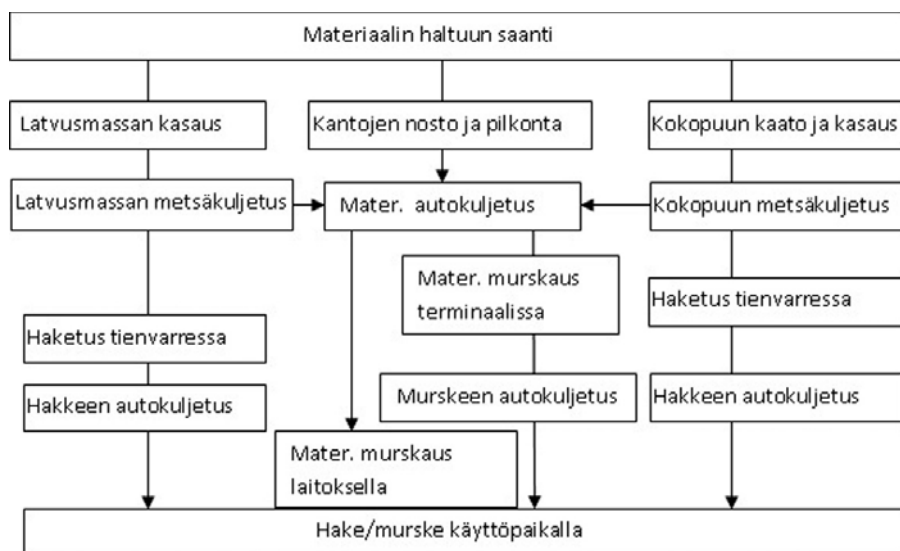 Materiaalin haltuun saanti
Latvusmassan kasaus
Kantojen nosto ja pilkonta
Kokopuun kaato ja kasaus
Latvusmassan metsäkuljetus
Mater. autokuljetus
Kokopuun metsäkuljetus
Mater. murskaus
terminaalissa
Haketus tienvarressa
Haketus tienvarressa
Hakkeen autokuljetus
Murskeen autokuljetus
Hakkeen autokuljetus
Mater. murskaus
laitoksella
Hake/murske käyttöpaikalla